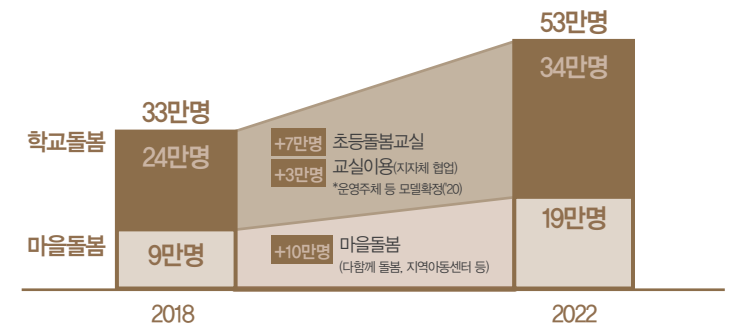 53만명
34만명
33만명
학교돌봄
24만명
+7만명 초등돌봄교실
+3만명 교실이용(지자체 협업)
*운영주체 등 모델확정('20)
19만명
마을돌봄
9만명
+10만명 마을돌봄
(다함께 돌봄, 지역아동센터 등)
2018
2022